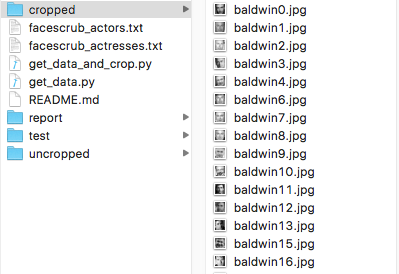 cropped
facescrub_actors.txt
facescrub_actresses.txt
get_data_and_crop.py
get_data.py
README.md
report
test
uncropped
baldwin0.jpg
baldwin1.jpg
baldwin2.jpg
baldwin3.jpg
baldwin4.jpg
baldwin6.jpg
baldwin7.jpg
baldwin8.jpg
baldwin9.jpg
baldwin10.jpg
baldwin11.jpg
baldwin12.jpg
baldwin13.jpg
baldwin15.jpg
baldwin16.jpg